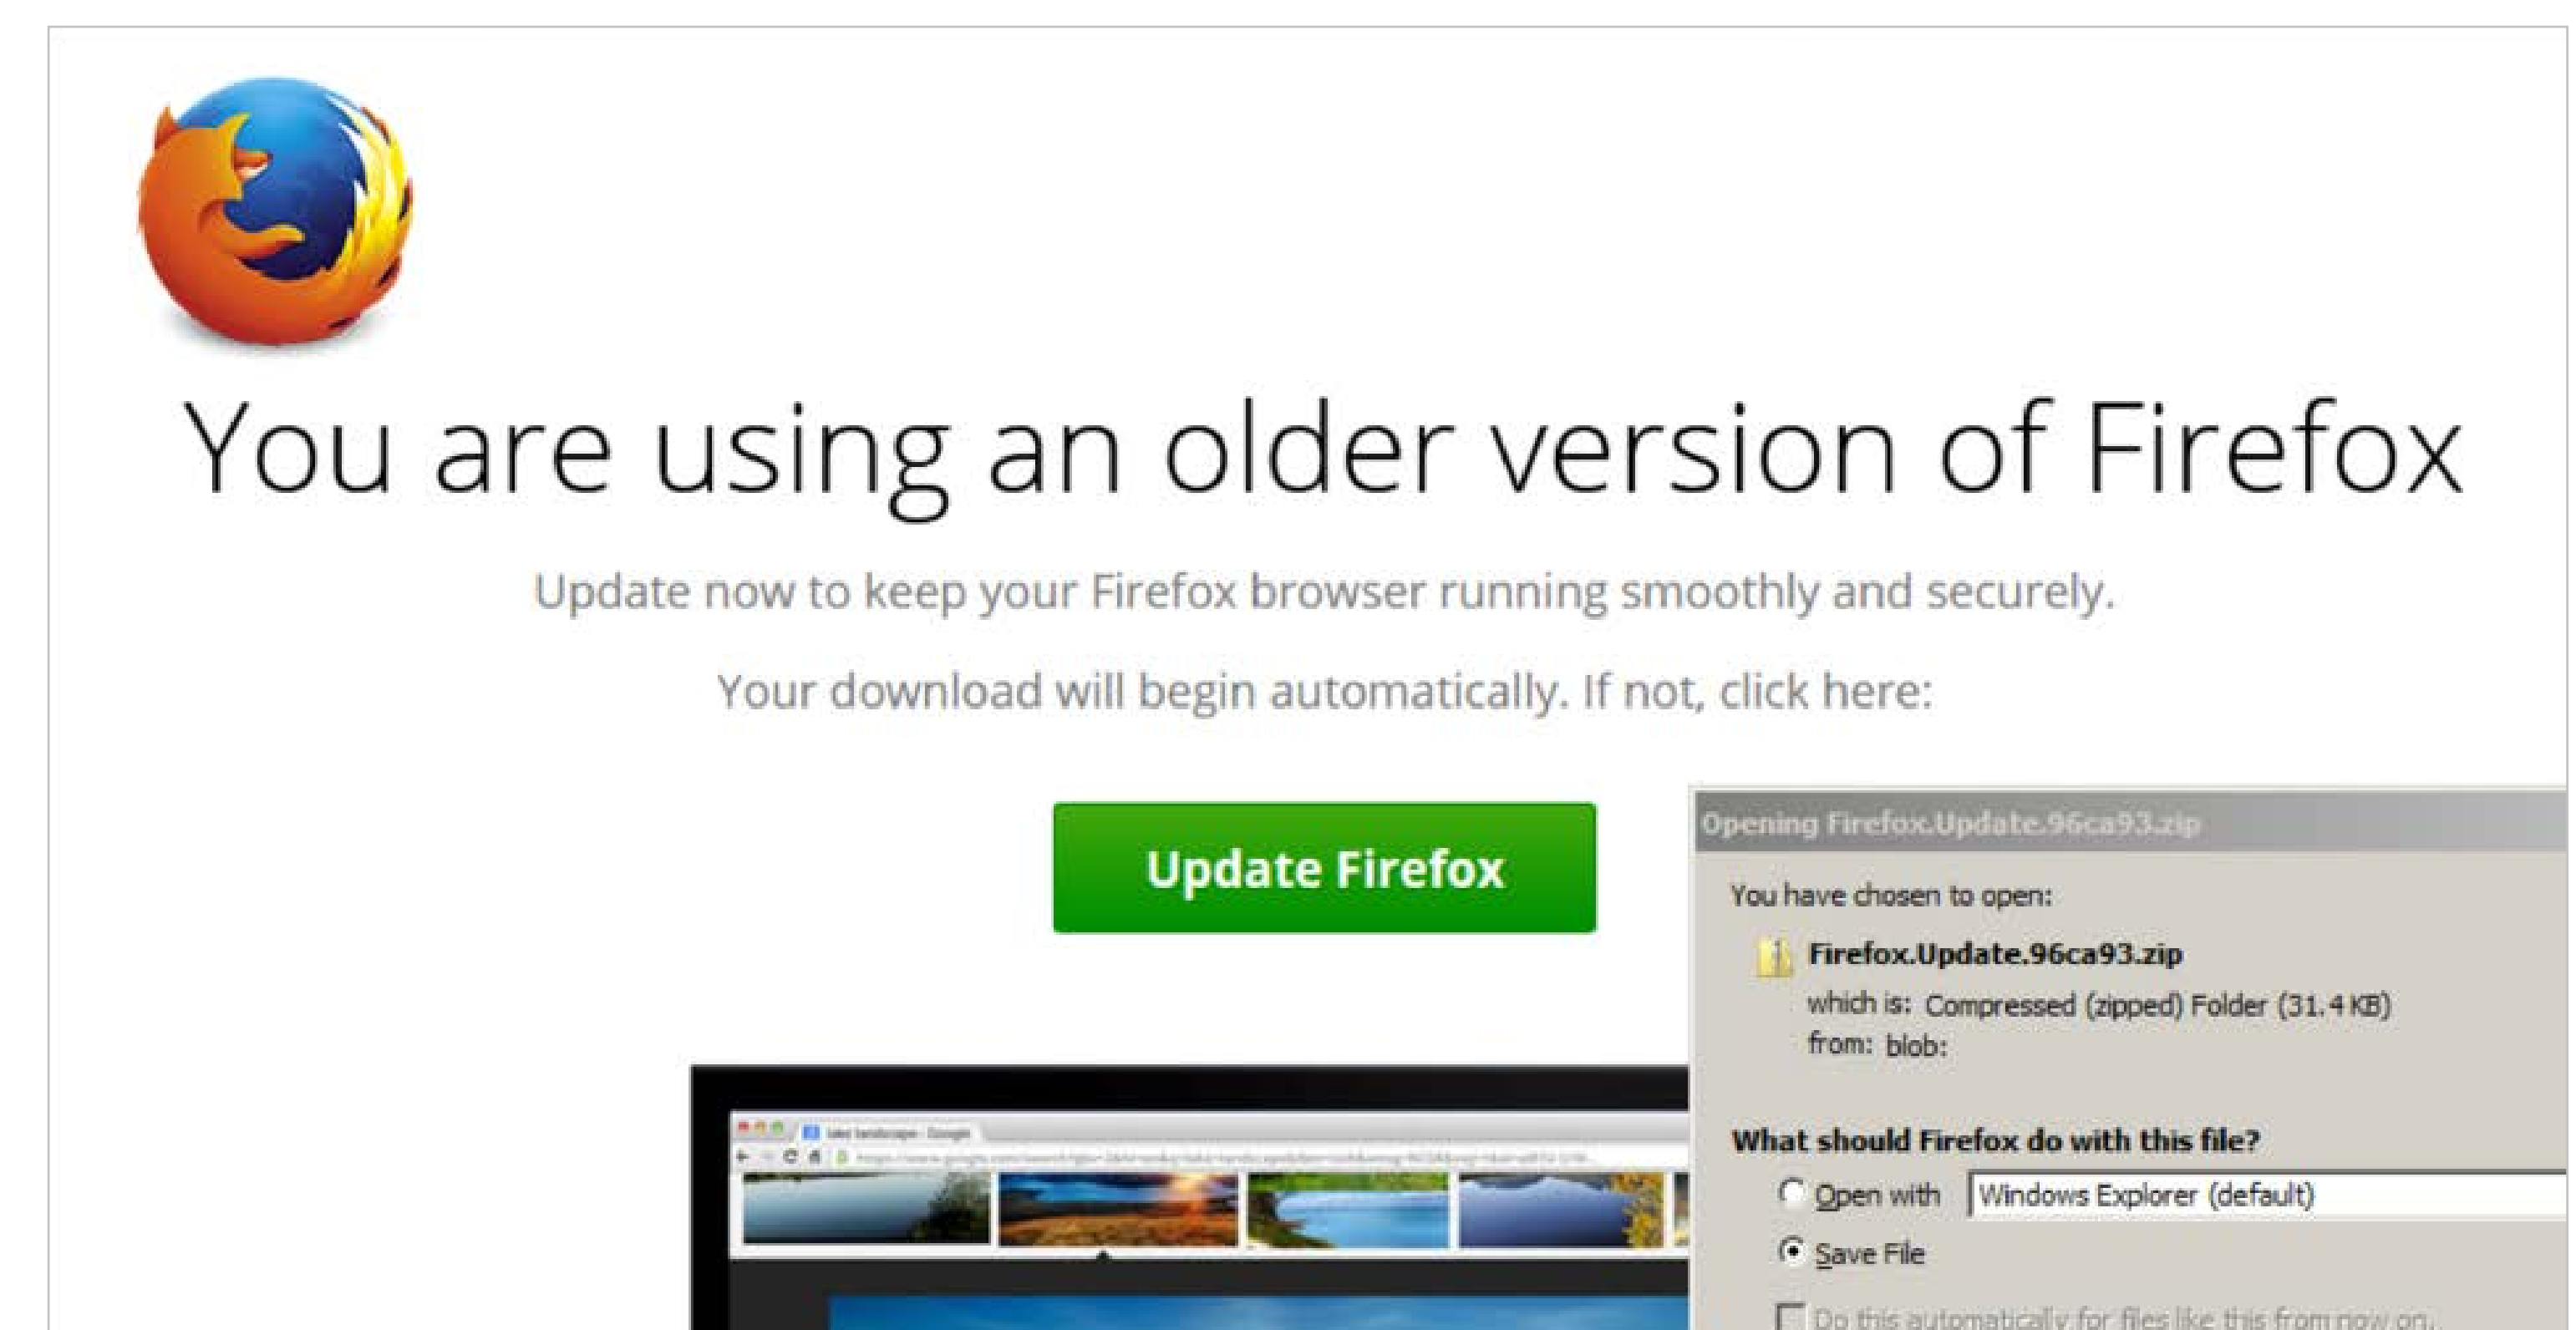 You are using an older version of Firefox
Update now to keep your Firefox browser running smoothly and securely.
Your download will begin automatically. If not, click here:
Update Firefox
Opening Firefox.Update.96ca93.zip
You have chosen to open:
Firefox.Update.96ca93.zip
which is: Compressed (zipped) Folder (31.4 KB)
from: blob:
What should Firefox do with this file?
Open with Windows Explorer (default)
Save File
Do this automatically for files like this from now on.
lake landscape - Google